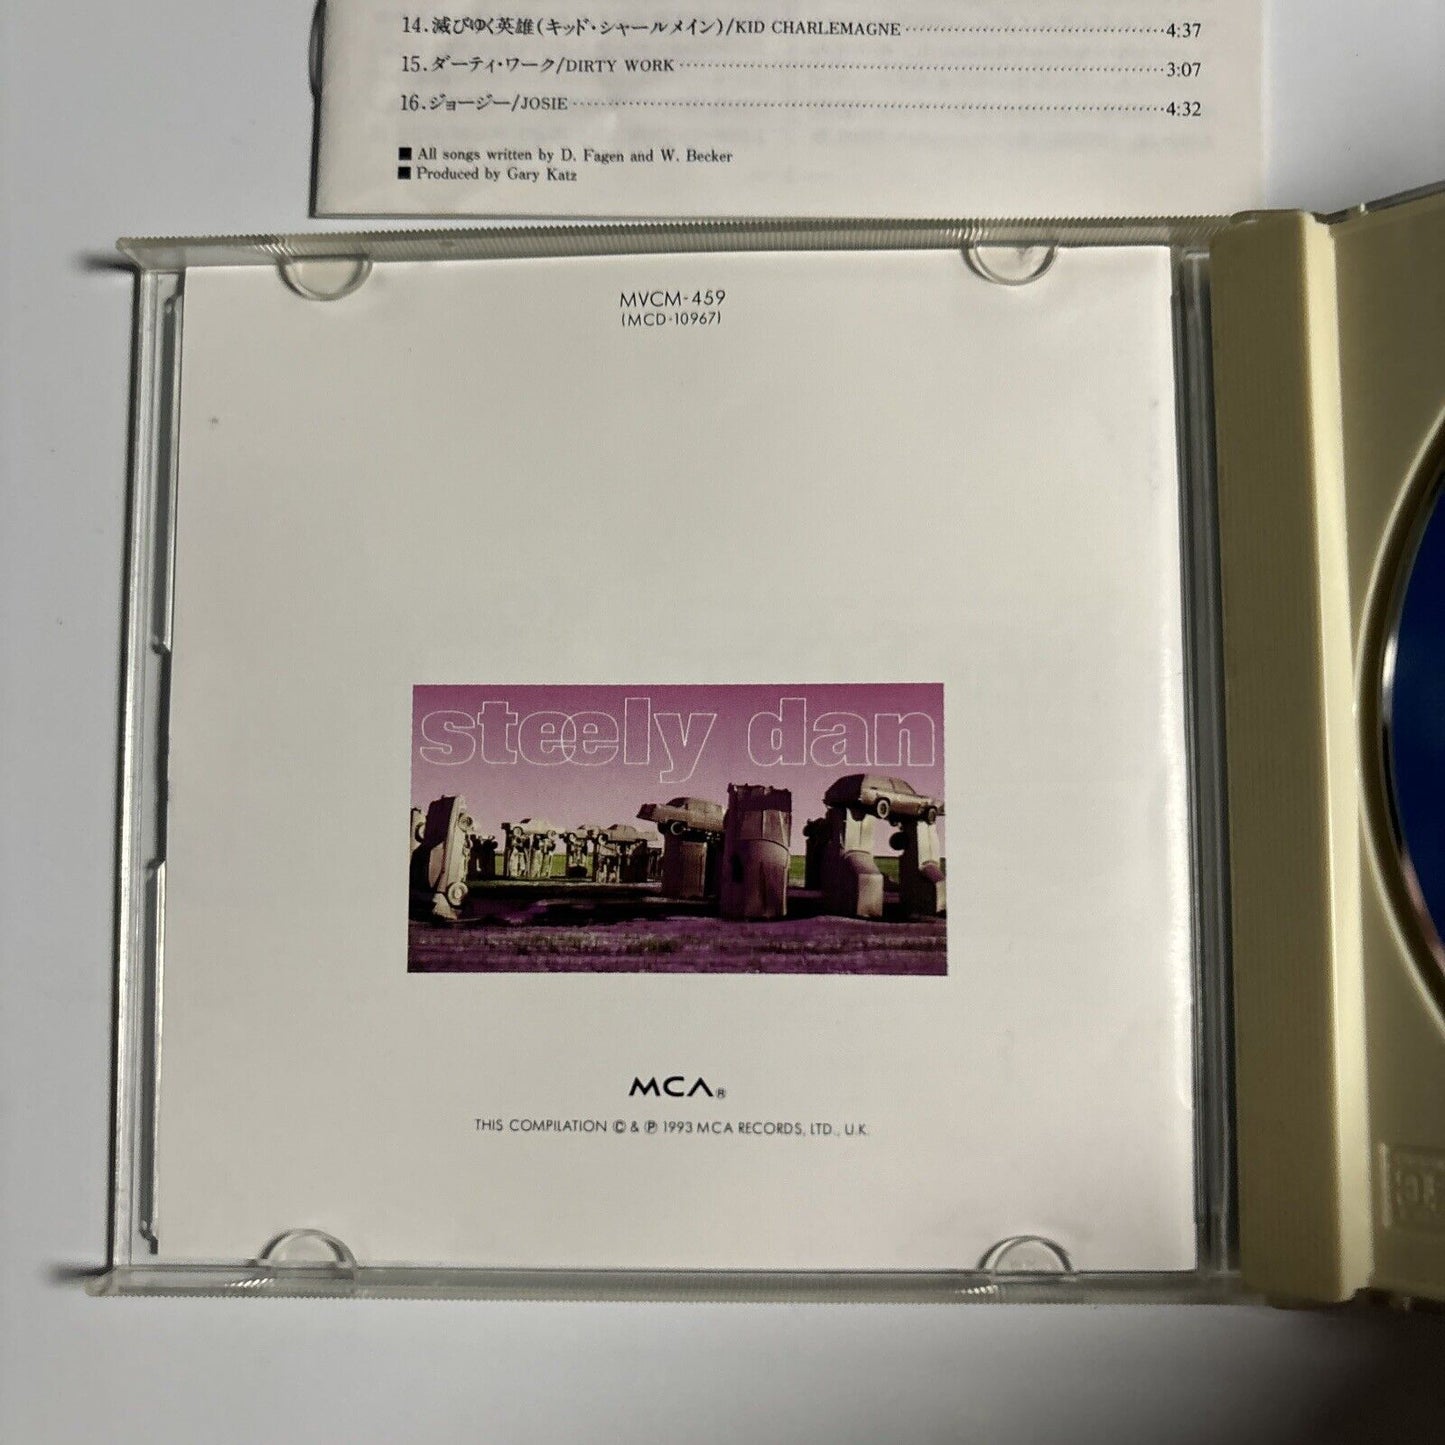 14.滅びゆく英雄(キッド・シャールメイン)/KID CHARLEMAGNE 4:37
15.ダーティ・ワーク/DIRTY WORK 3:07
16.ジョージー/JOSIE 4:32
■ All songs written by D. Fagen and W. Becker
■ Produced by Gary Katz
MVCM-459
(MCD-10967)
steely dan
MCA®
THIS COMPILATION © & ℗ 1993 MCA RECORDS, LTD., U.K.